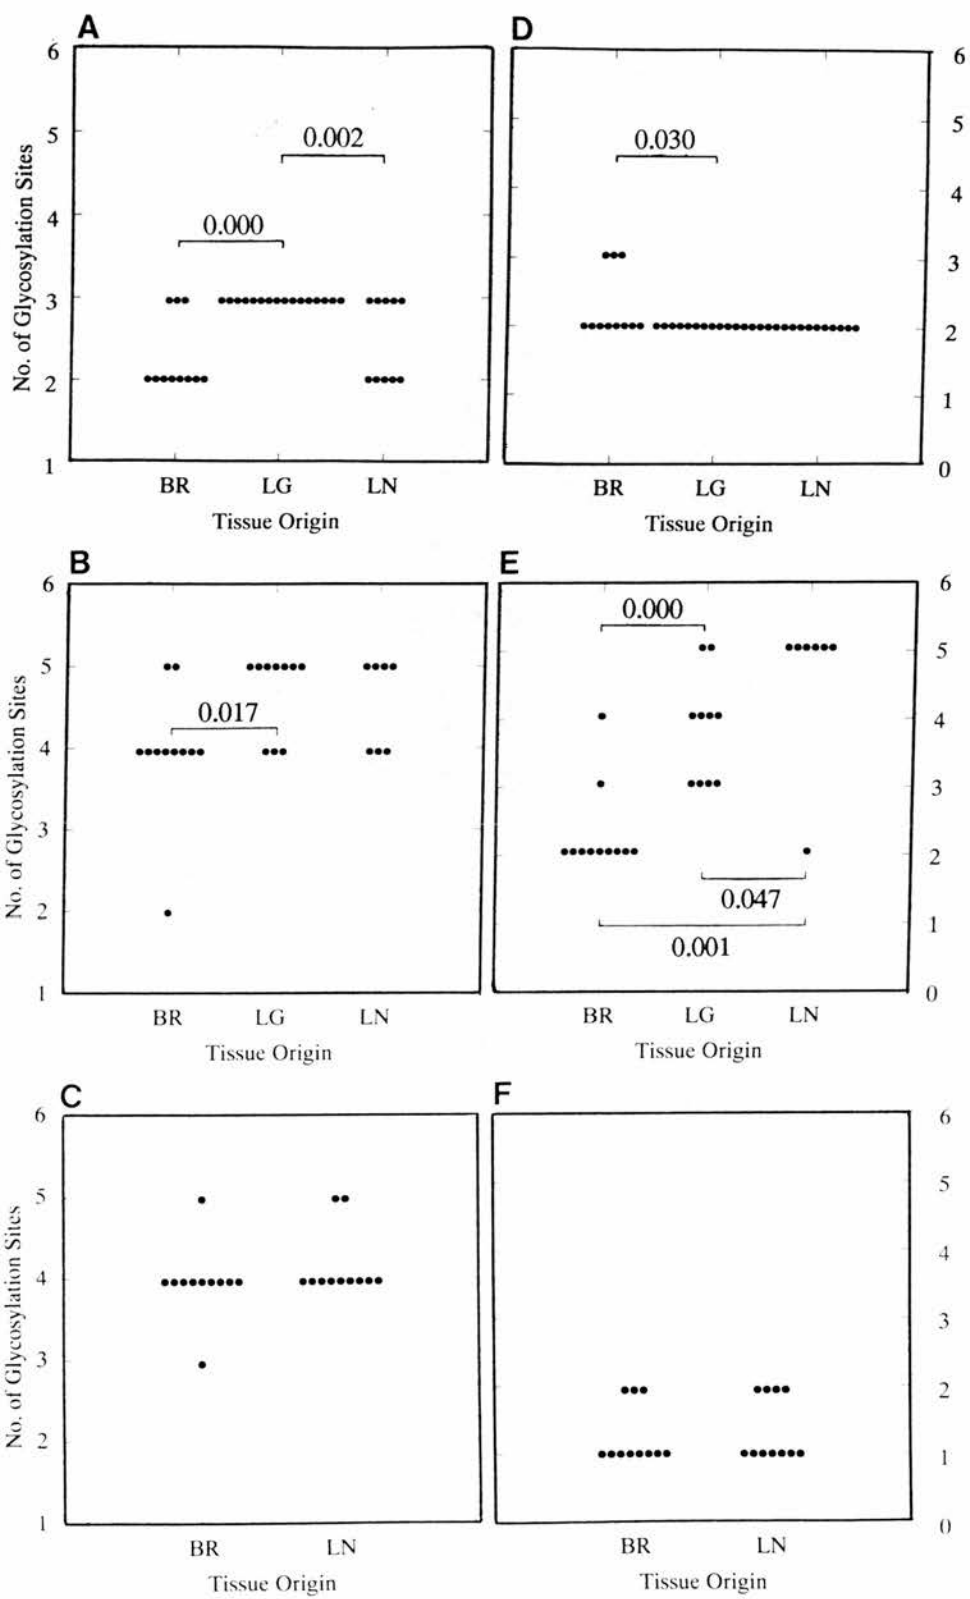 A
D
6
5
4
3
2
1
No. of Glycosylation Sites
0.002
0.000
BR LG LN
Tissue Origin
6
5
4
3
2
1
0
0.030
BR LG LN
Tissue Origin
B
E
6
5
4
3
2
1
No. of Glycosylation Sites
0.017
BR LG LN
Tissue Origin
6
5
4
3
2
1
0
0.000
0.047
0.001
BR LG LN
Tissue Origin
C
F
6
5
4
3
2
1
No. of Glycosylation Sites
BR LN
Tissue Origin
6
5
4
3
2
1
0
BR LN
Tissue Origin